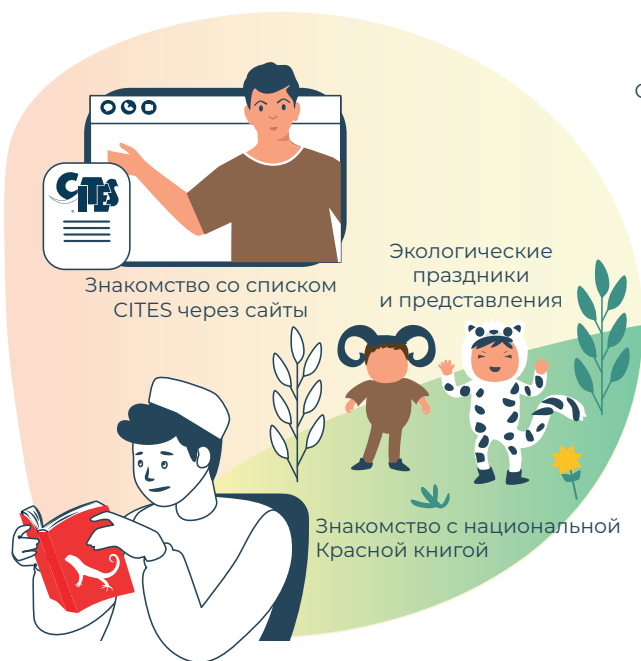 CITES
Знакомство со списком
CITES через сайты
Экологические
праздники
и представления
Знакомство с национальной
Красной книгой